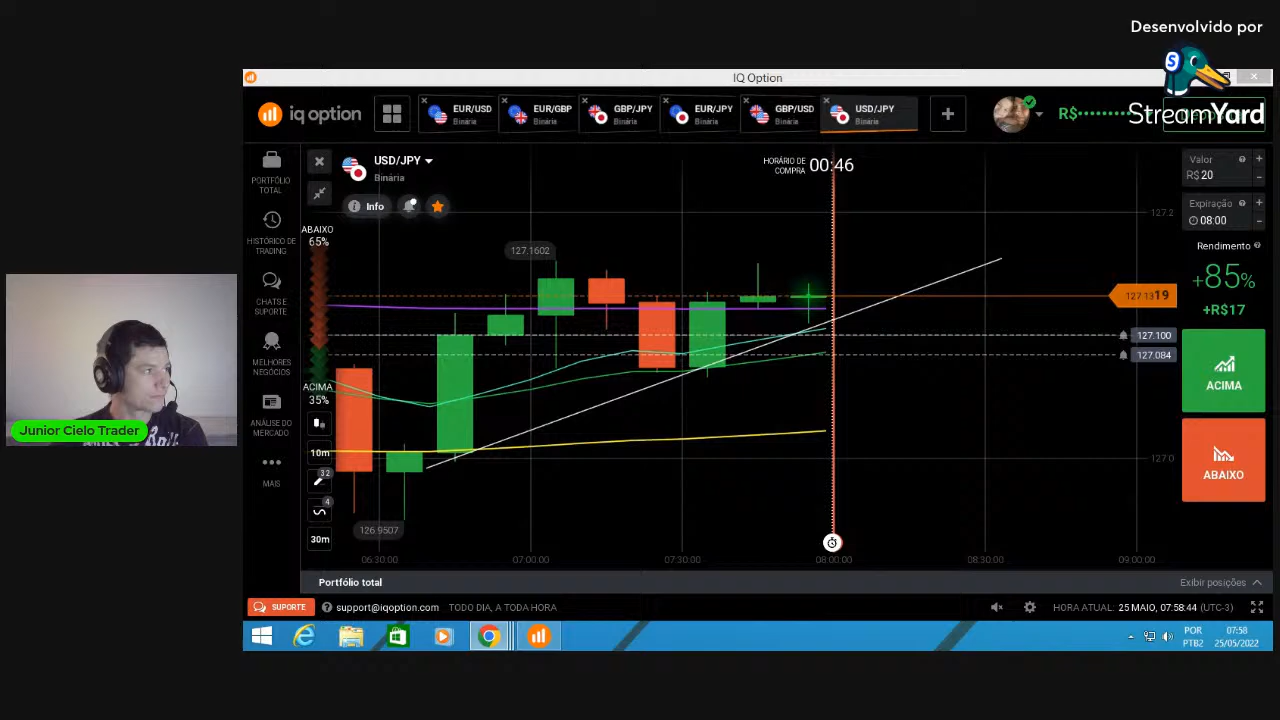 Desenvolvido por
StreamYard
IQ Option
iq option
EUR/USD
Binária
EUR/GBP
Binária
GBP/JPY
Binária
EUR/JPY
Binária
GBP/USD
Binária
USD/JPY
Binária
R$
PORTFÓLIO
TOTAL
HISTÓRICO DE
TRADING
CHATS E
SUPORTE
MELHORES
NEGÓCIOS
ANÁLISE DO
MERCADO
MAIS
USD/JPY
Binária
Info
ABAIXO
65%
ACIMA
35%
10m
32
4
30m
HORÁRIO DE
COMPRA
00:46
127.1602
126.9507
127.2
127.1319
127.100
127.084
127.0
06:30:00
07:00:00
07:30:00
08:00:00
08:30:00
09:00:00
Valor
R$ 20
Expiração
08:00
Rendimento
+85%
+R$17
ACIMA
ABAIXO
Junior Cielo Trader
Portfólio total
Exibir posições
SUPORTE
support@iqoption.com
TODO DIA, A TODA HORA
HORA ATUAL: 25 MAIO, 07:58:44 (UTC-3)
POR
PTB2
07:58
25/05/2022